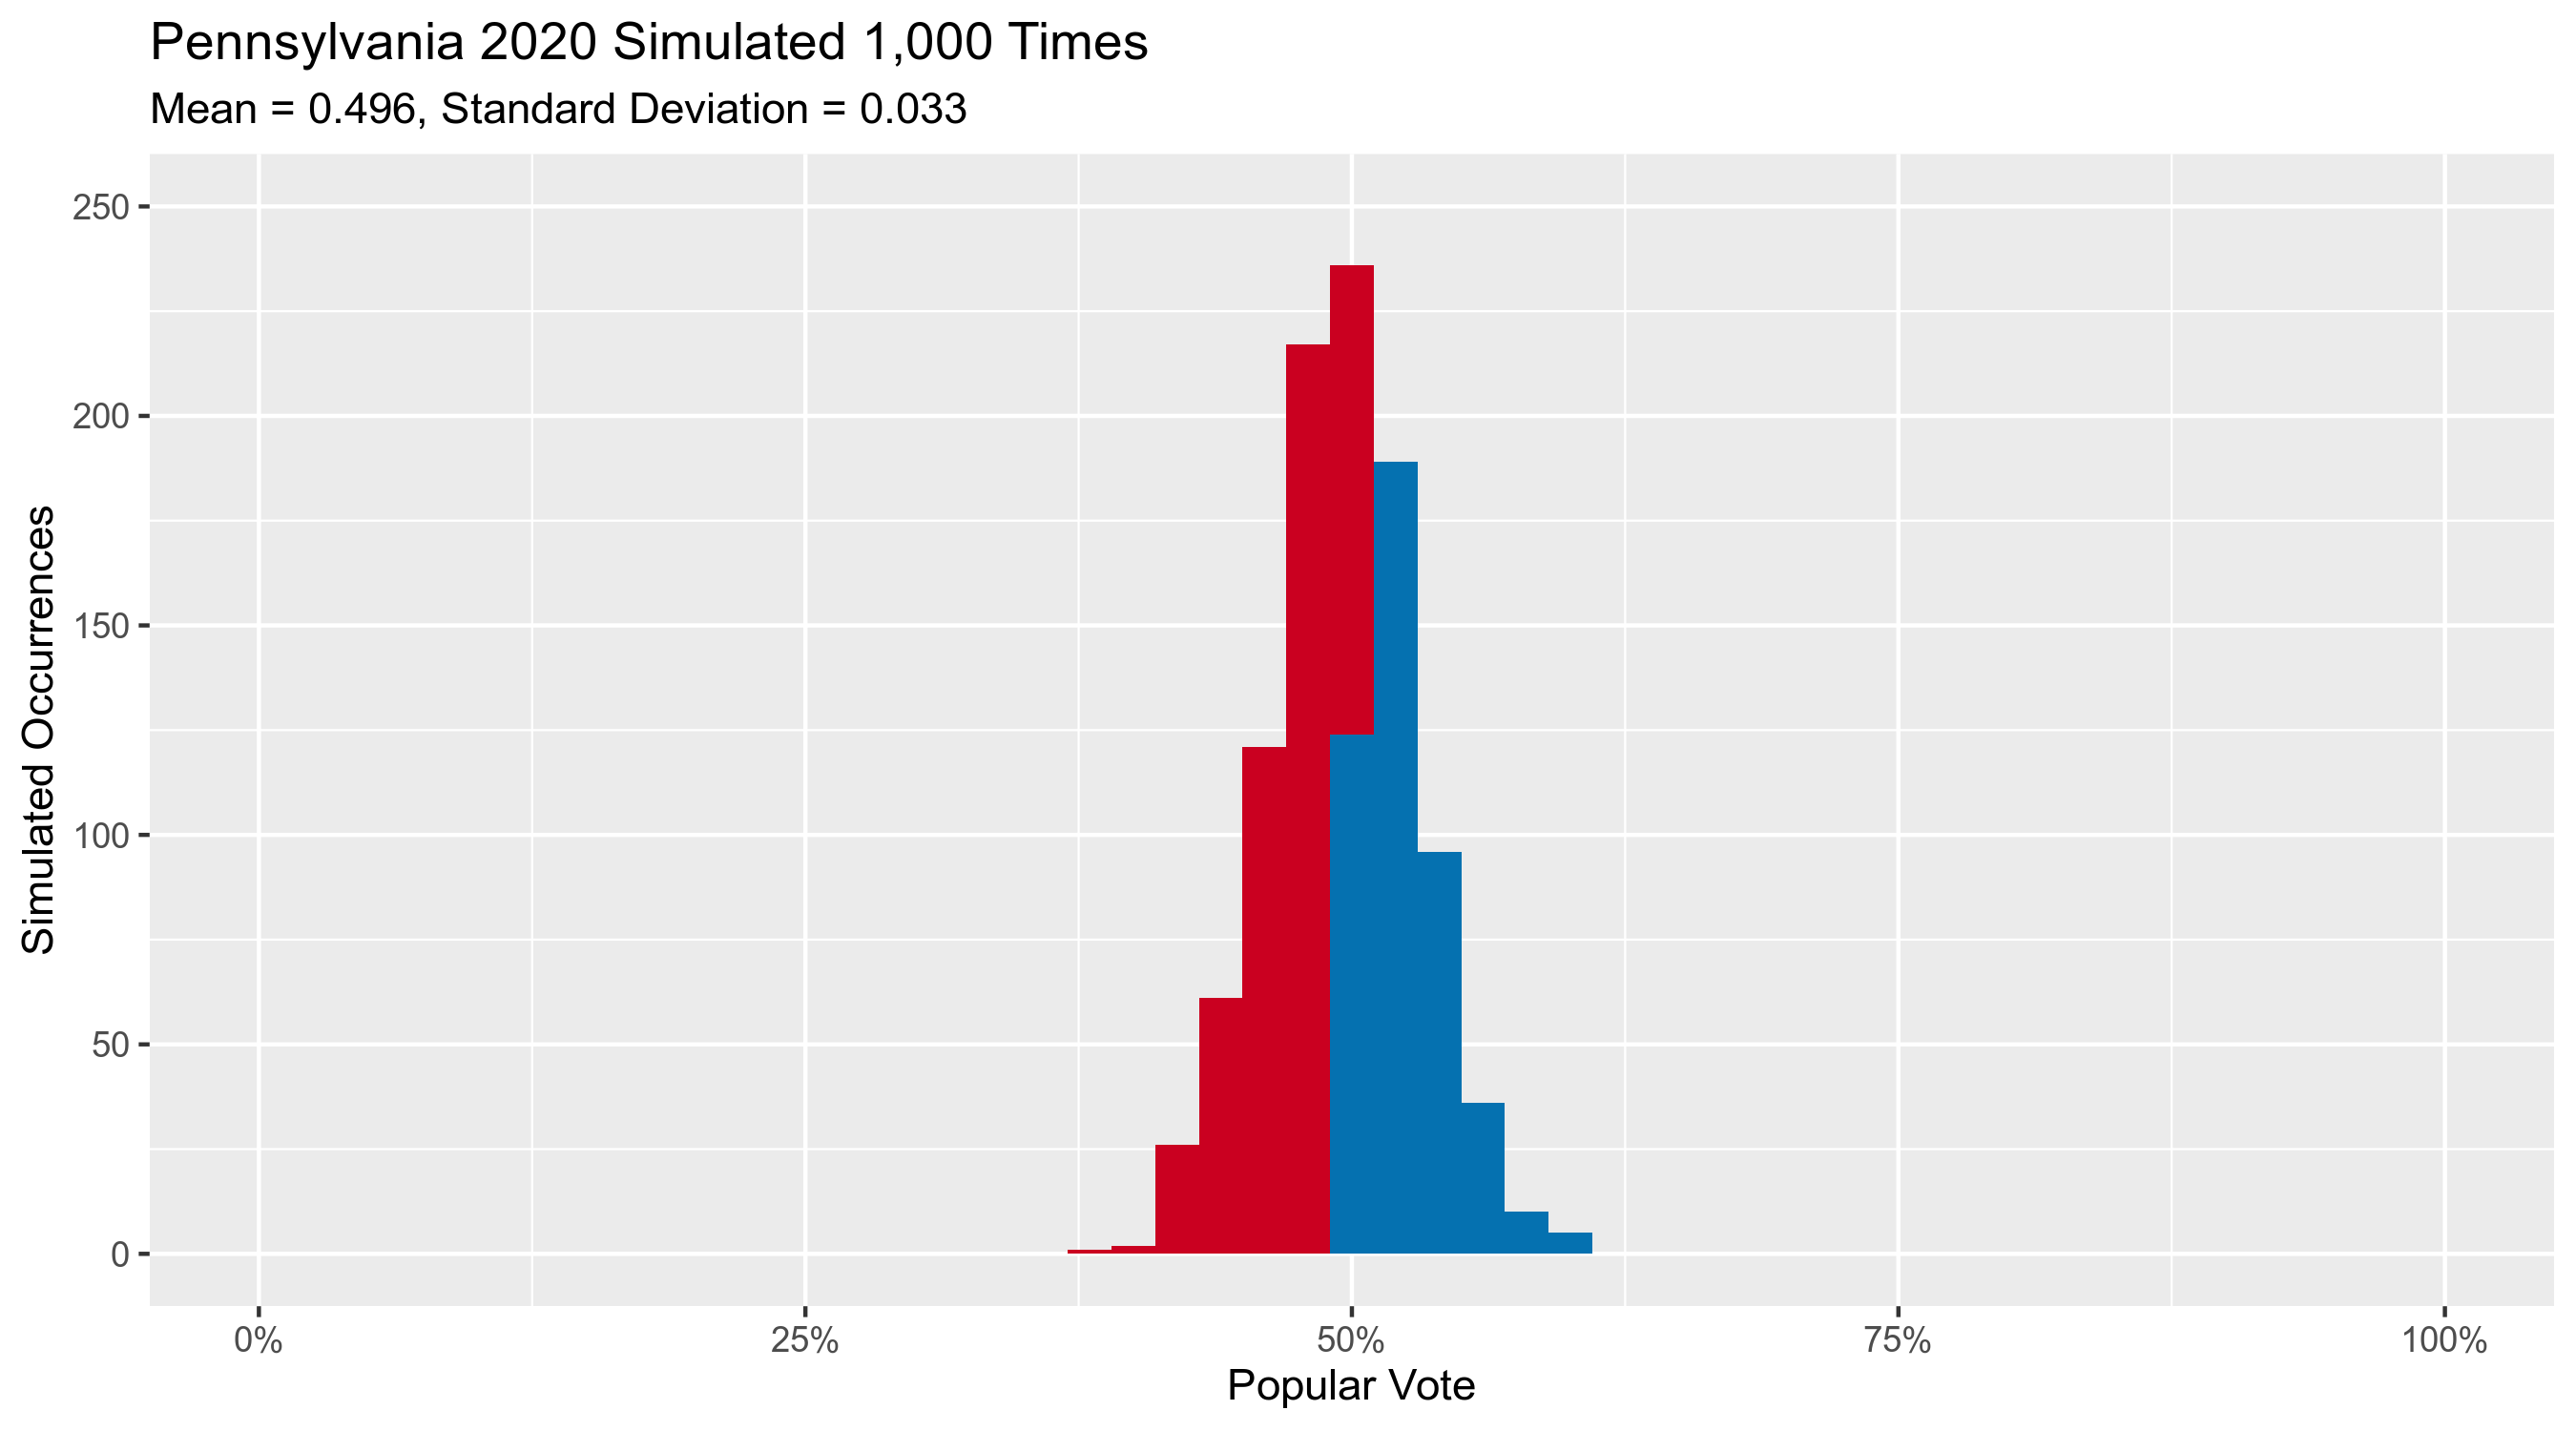 Pennsylvania 2020 Simulated 1,000 Times
Mean = 0.496, Standard Deviation = 0.033
250
200
150
100
50
0
Simulated Occurrences
0% 25% 50% 75% 100%
Popular Vote